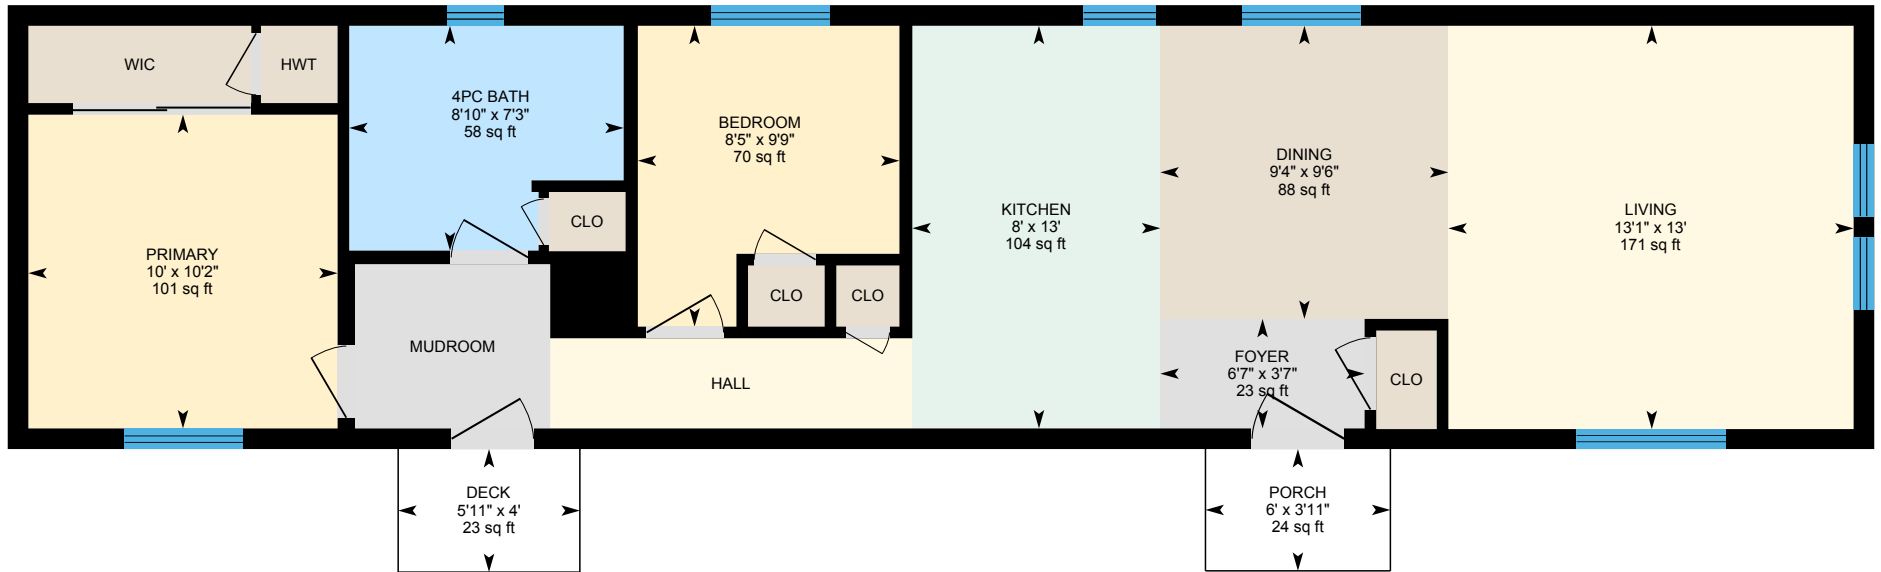 WIC
HWT
4PC BATH
8'10" x 7'3"
58 sq ft
BEDROOM
8'5" x 9'9"
70 sq ft
DINING
9'4" x 9'6"
88 sq ft
KITCHEN
8' x 13'
104 sq ft
LIVING
13'1" x 13'
171 sq ft
CLO
PRIMARY
10' x 10'2"
101 sq ft
CLO
CLO
MUDROOM
HALL
FOYER
6'7" x 3'7"
23 sq ft
CLO
DECK
5'11" x 4'
23 sq ft
PORCH
6' x 3'11"
24 sq ft